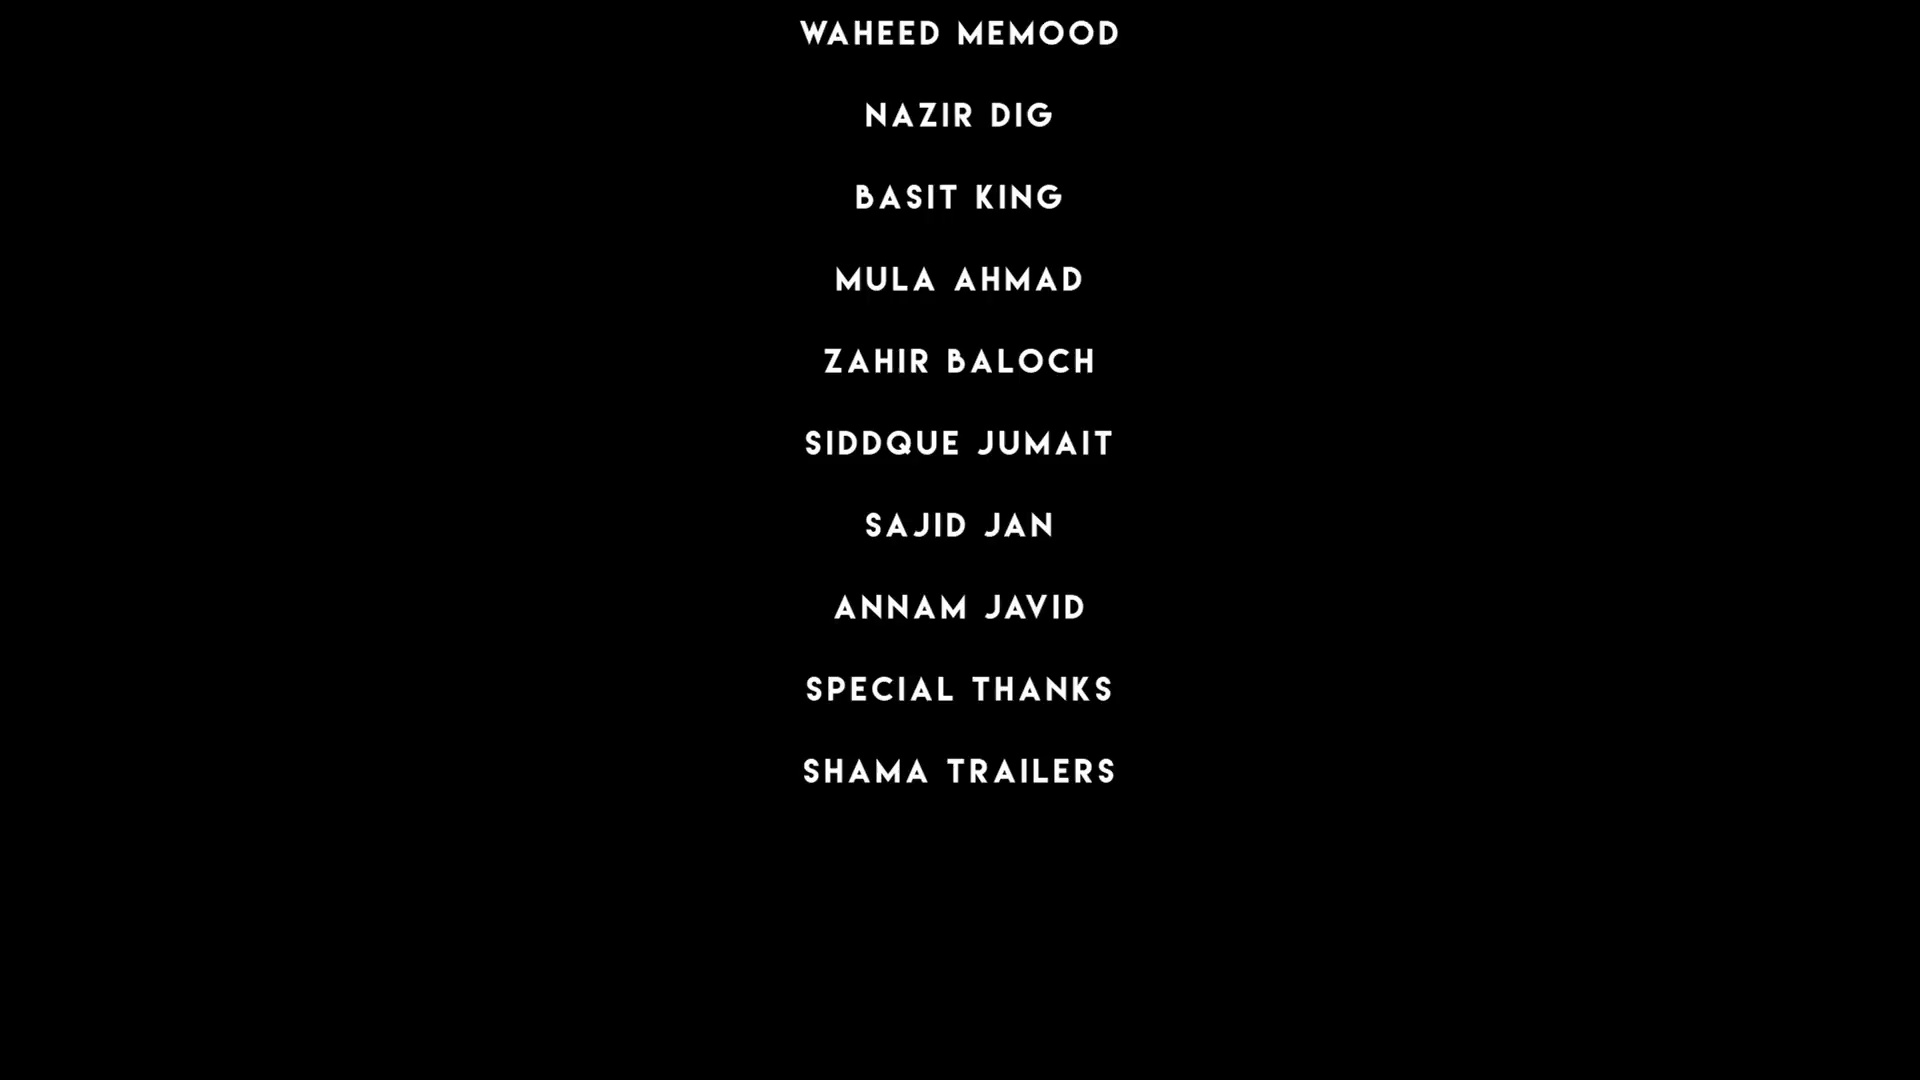 WAHEED MEMOOD
NAZIR DIG
BASIT KING
MULA AHMAD
ZAHIR BALOCH
SIDDQUE JUMAIT
SAJID JAN
ANNAM JAVID
SPECIAL THANKS
SHAMA TRAILERS